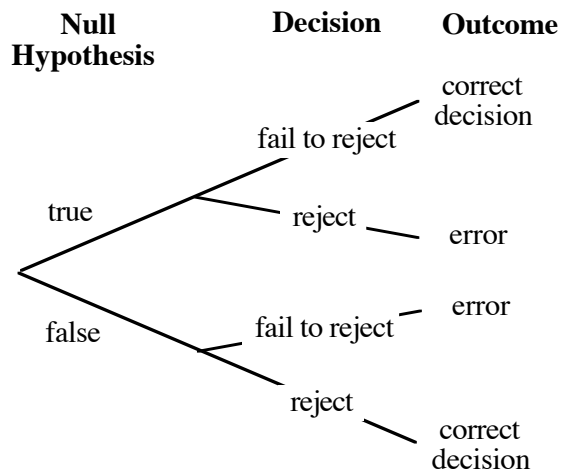 Null
Hypothesis
Decision
Outcome
correct
decision
fail to reject
true
reject
error
error
fail to reject
false
reject
correct
decision